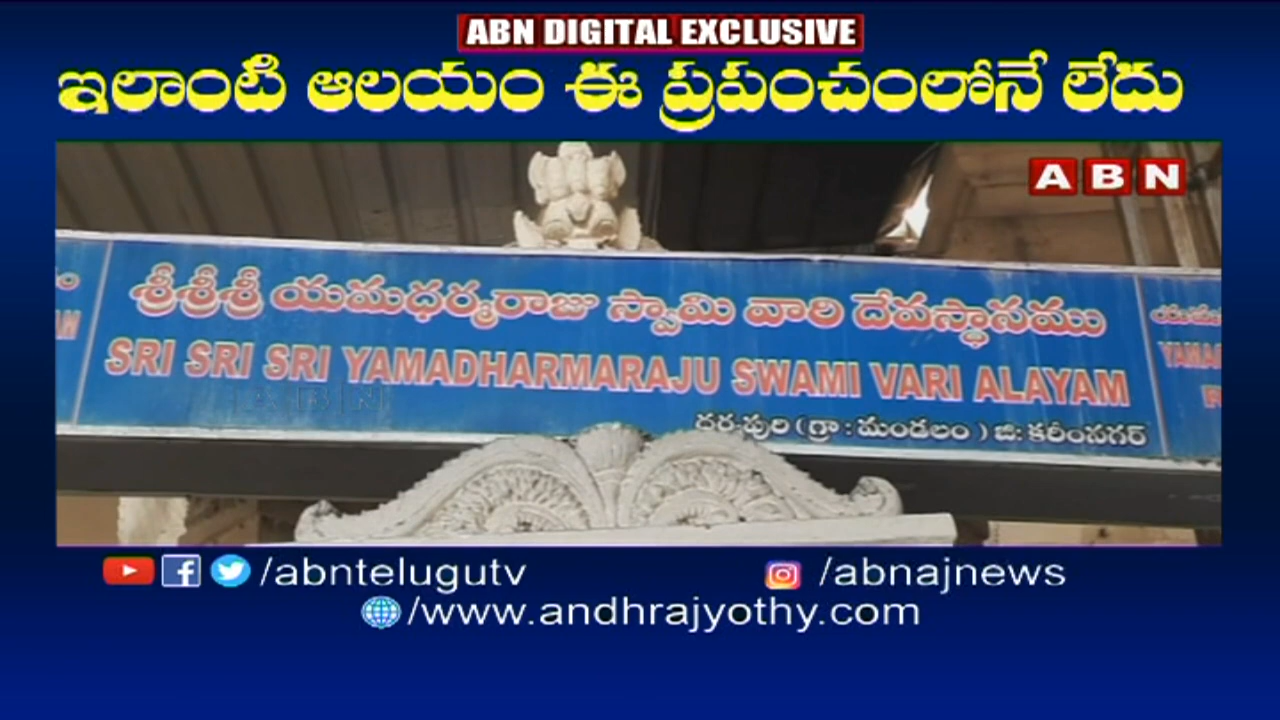 ABN DIGITAL EXCLUSIVE
ఇలాంటి ఆలయం ఈ ప్రపంచంలోనే లేదు
ABN
శ్రీశ్రీశ్రీ యమధర్మరాజు స్వామి వారి దేవస్థానము
SRI SRI SRI YAMADHARMARAJU SWAMI VARI ALAYAM
ABN
ధర్మపురి (గ్రా : మండలం ) జి: కరీంనగర్
/abntelugutv
/abnajnews
/www.andhrajyothy.com